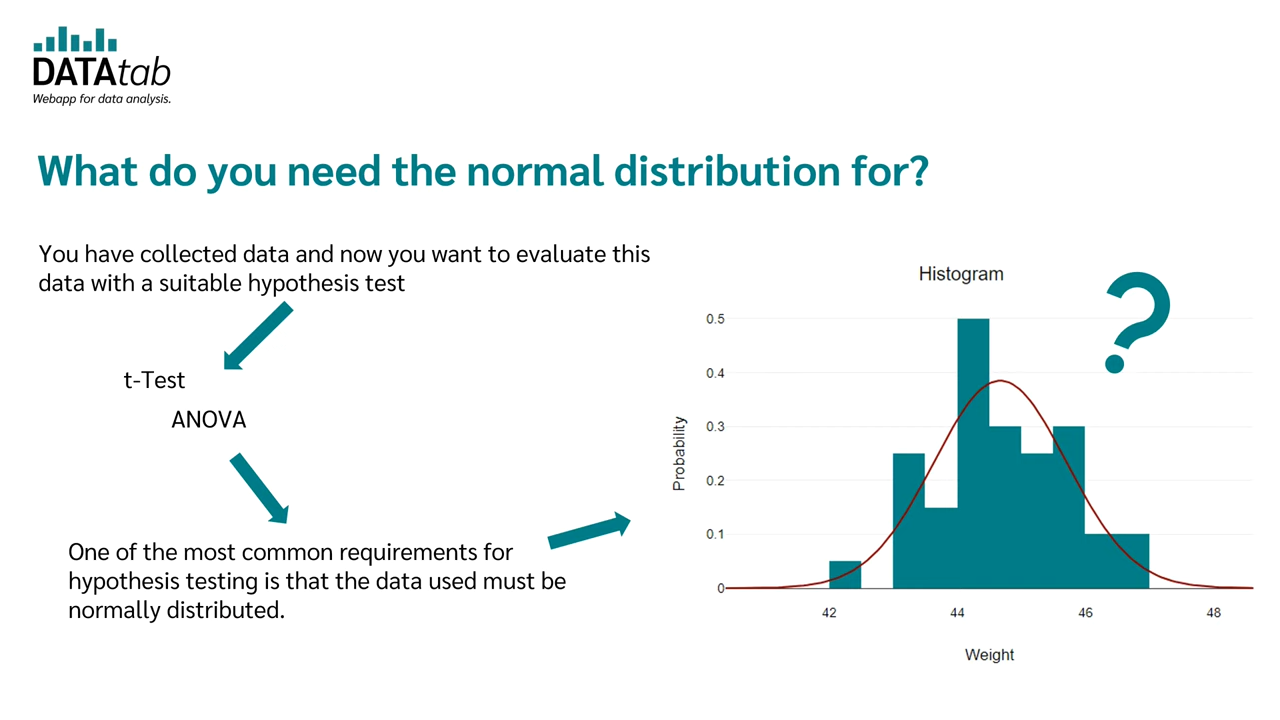 DATAtab
Webapp for data analysis.
What do you need the normal distribution for?
You have collected data and now you want to evaluate this
data with a suitable hypothesis test
t-Test
ANOVA
One of the most common requirements for
hypothesis testing is that the data used must be
normally distributed.
Histogram
?
0.5
0.4
0.3
0.2
0.1
0
Probability
42 44 46 48
Weight